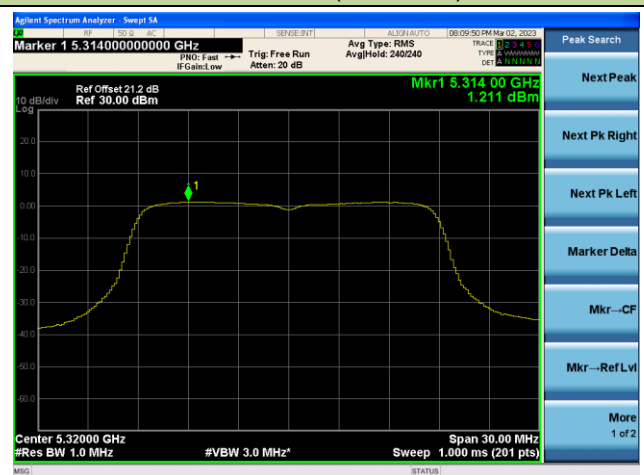 Agilent Spectrum Analyzer - Swept SA
RF 50 Ω AC SENSE:INT ALIGNAUTO 08:09:50 PM Mar 02, 2023
Marker 1 5.314000000000 GHz
PNO: Fast
IFGain:Low
Trig: Free Run
Atten: 20 dB
Avg Type: RMS
Avg|Hold: 240/240
TRACE 1 2 3 4 5 6
TYPE A WWWWW
DET A N N N N N
Peak Search
Ref Offset 21.2 dB
Ref 30.00 dBm
10 dB/div
Log
Mkr1 5.314 00 GHz
1.211 dBm
20.0
10.0
0.00
-10.0
-20.0
-30.0
-40.0
-50.0
-60.0
1
Next Peak
Next Pk Right
Next Pk Left
Marker Delta
Mkr→CF
Mkr→Ref Lvl
More
1 of 2
Center 5.32000 GHz Span 30.00 MHz
#Res BW 1.0 MHz #VBW 3.0 MHz* Sweep 1.000 ms (201 pts)
MSG STATUS